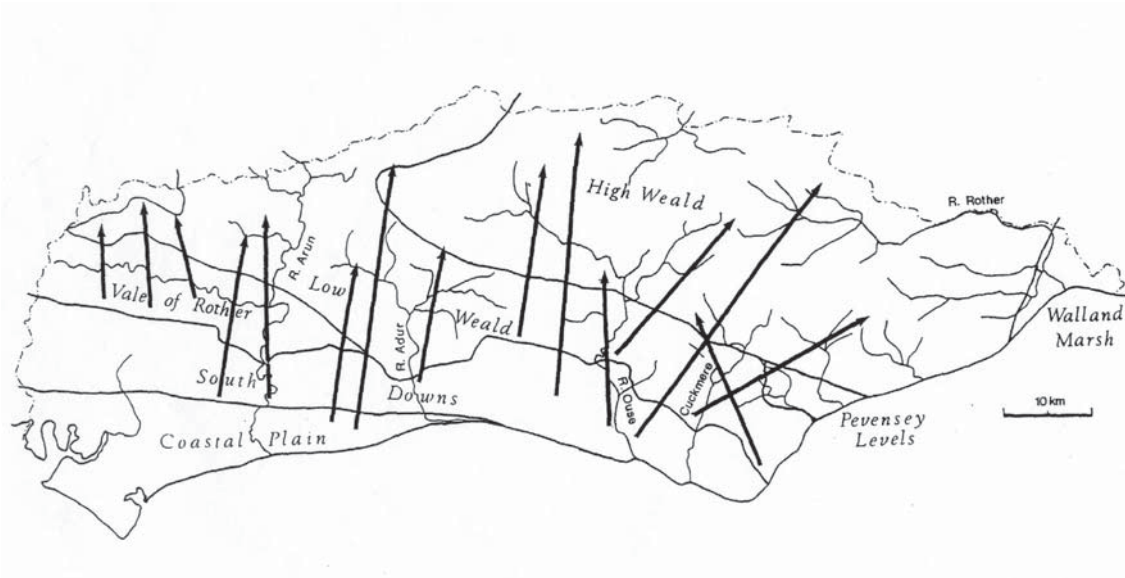 High Weald
R. Rother
R. Arun
Low
Vale of Rother
Weald
R. Adur
Walland
Marsh
South
Downs
R. Ouse
Cuckmere
10 km
Pevensey
Levels
Coastal Plain